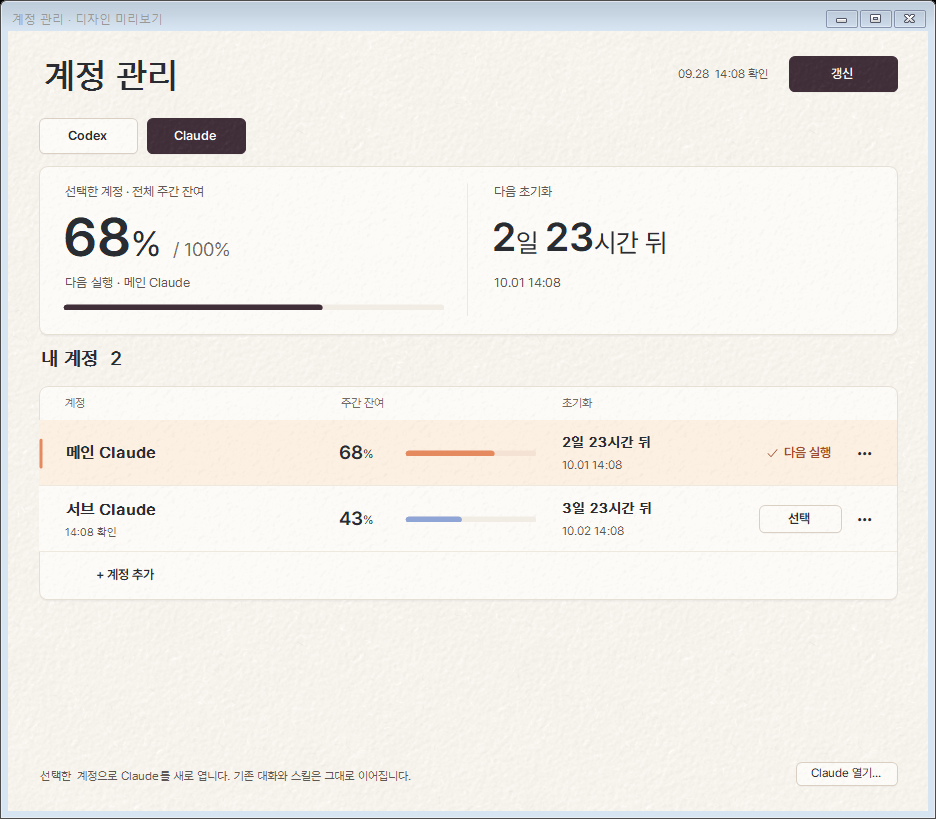 계정 관리 · 디자인 미리보기
계정 관리
09.28 14:08 확인
갱신
Codex
Claude
선택한 계정 · 전체 주간 잔여
68% / 100%
다음 실행 · 메인 Claude
다음 초기화
2일 23시간 뒤
10.01 14:08
내 계정 2
계정
주간 잔여
초기화
메인 Claude
68%
2일 23시간 뒤
10.01 14:08
✓ 다음 실행
•••
서브 Claude
14:08 확인
43%
3일 23시간 뒤
10.02 14:08
선택
•••
+ 계정 추가
선택한 계정으로 Claude를 새로 엽니다. 기존 대화와 스킬은 그대로 이어집니다.
Claude 열기...